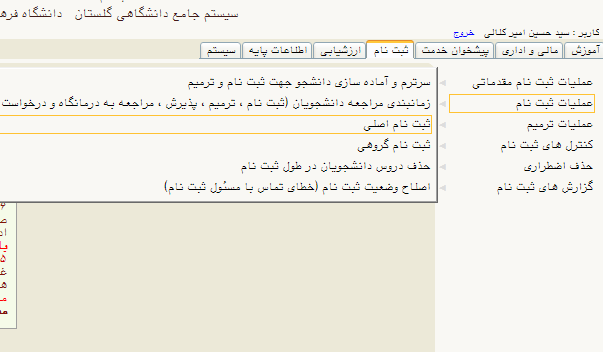 سیستم جامع دانشگاهی گلستان دانشگاه فره
کاربر : سید حسین امیر کلالی خروج
آموزش مالی و اداری پیشخوان خدمت ثبت نام ارزشیابی اطلاعات پایه سیستم
عملیات ثبت نام مقدماتی
عملیات ثبت نام
عملیات ترمیم
کنترل های ثبت نام
حذف اضطراری
گزارش های ثبت نام
سرترم و آماده سازی دانشجو جهت ثبت نام و ترمیم
زمانبندی مراجعه دانشجویان (ثبت نام ، ترمیم ، پذیرش ، مراجعه به درمانگاه و درخواست
ثبت نام اصلی
ثبت نام گروهی
حذف دروس دانشجویان در طول ثبت نام
اصلاح وضعیت ثبت نام (خطای تماس با مسئول ثبت نام)